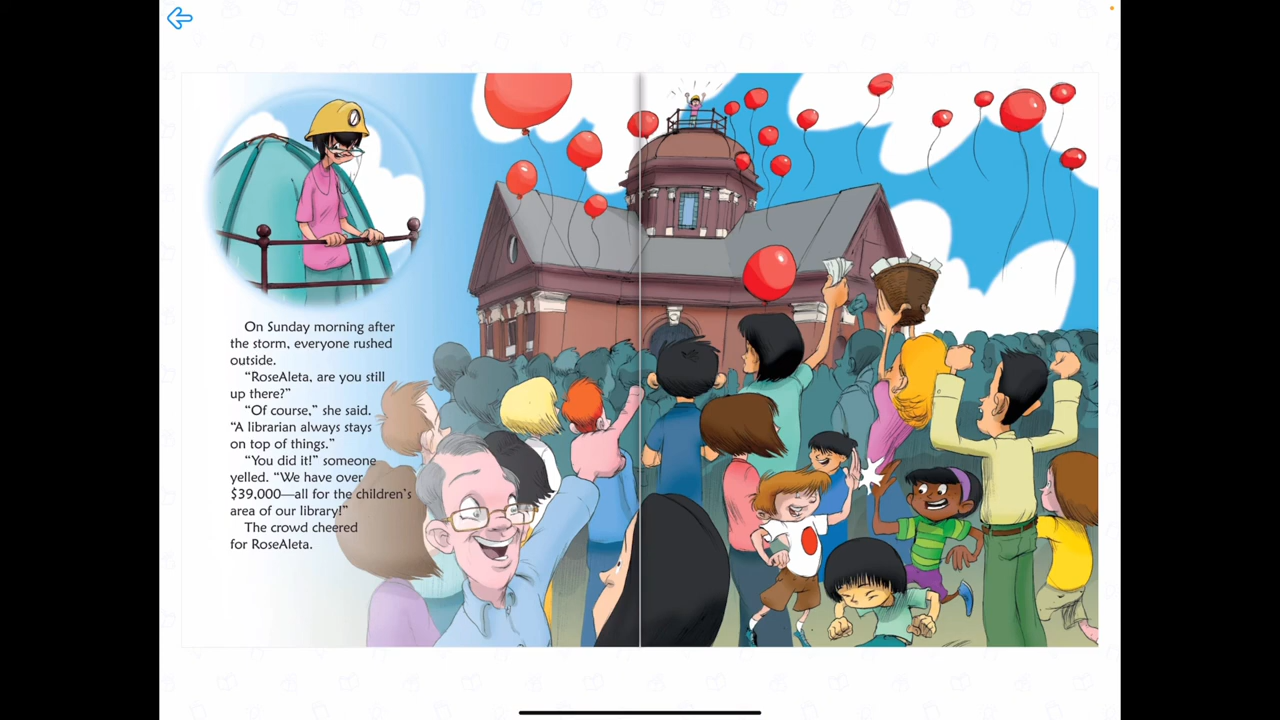 On Sunday morning after
the storm, everyone rushed
outside.
“RoseAleta, are you still
up there?”
“Of course,” she said.
“A librarian always stays
on top of things.”
“You did it!” someone
yelled. “We have over
$39,000—all for the children’s
area of our library!”
The crowd cheered
for RoseAleta.